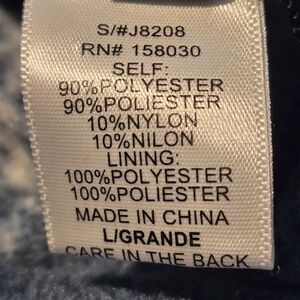 S/#J8208
RN# 158030
SELF:
90%POLYESTER
90%POLIESTER
10%NYLON
10%NILON
LINING:
100%POLYESTER
100%POLIESTER
MADE IN CHINA
L/GRANDE
CARE IN THE BACK